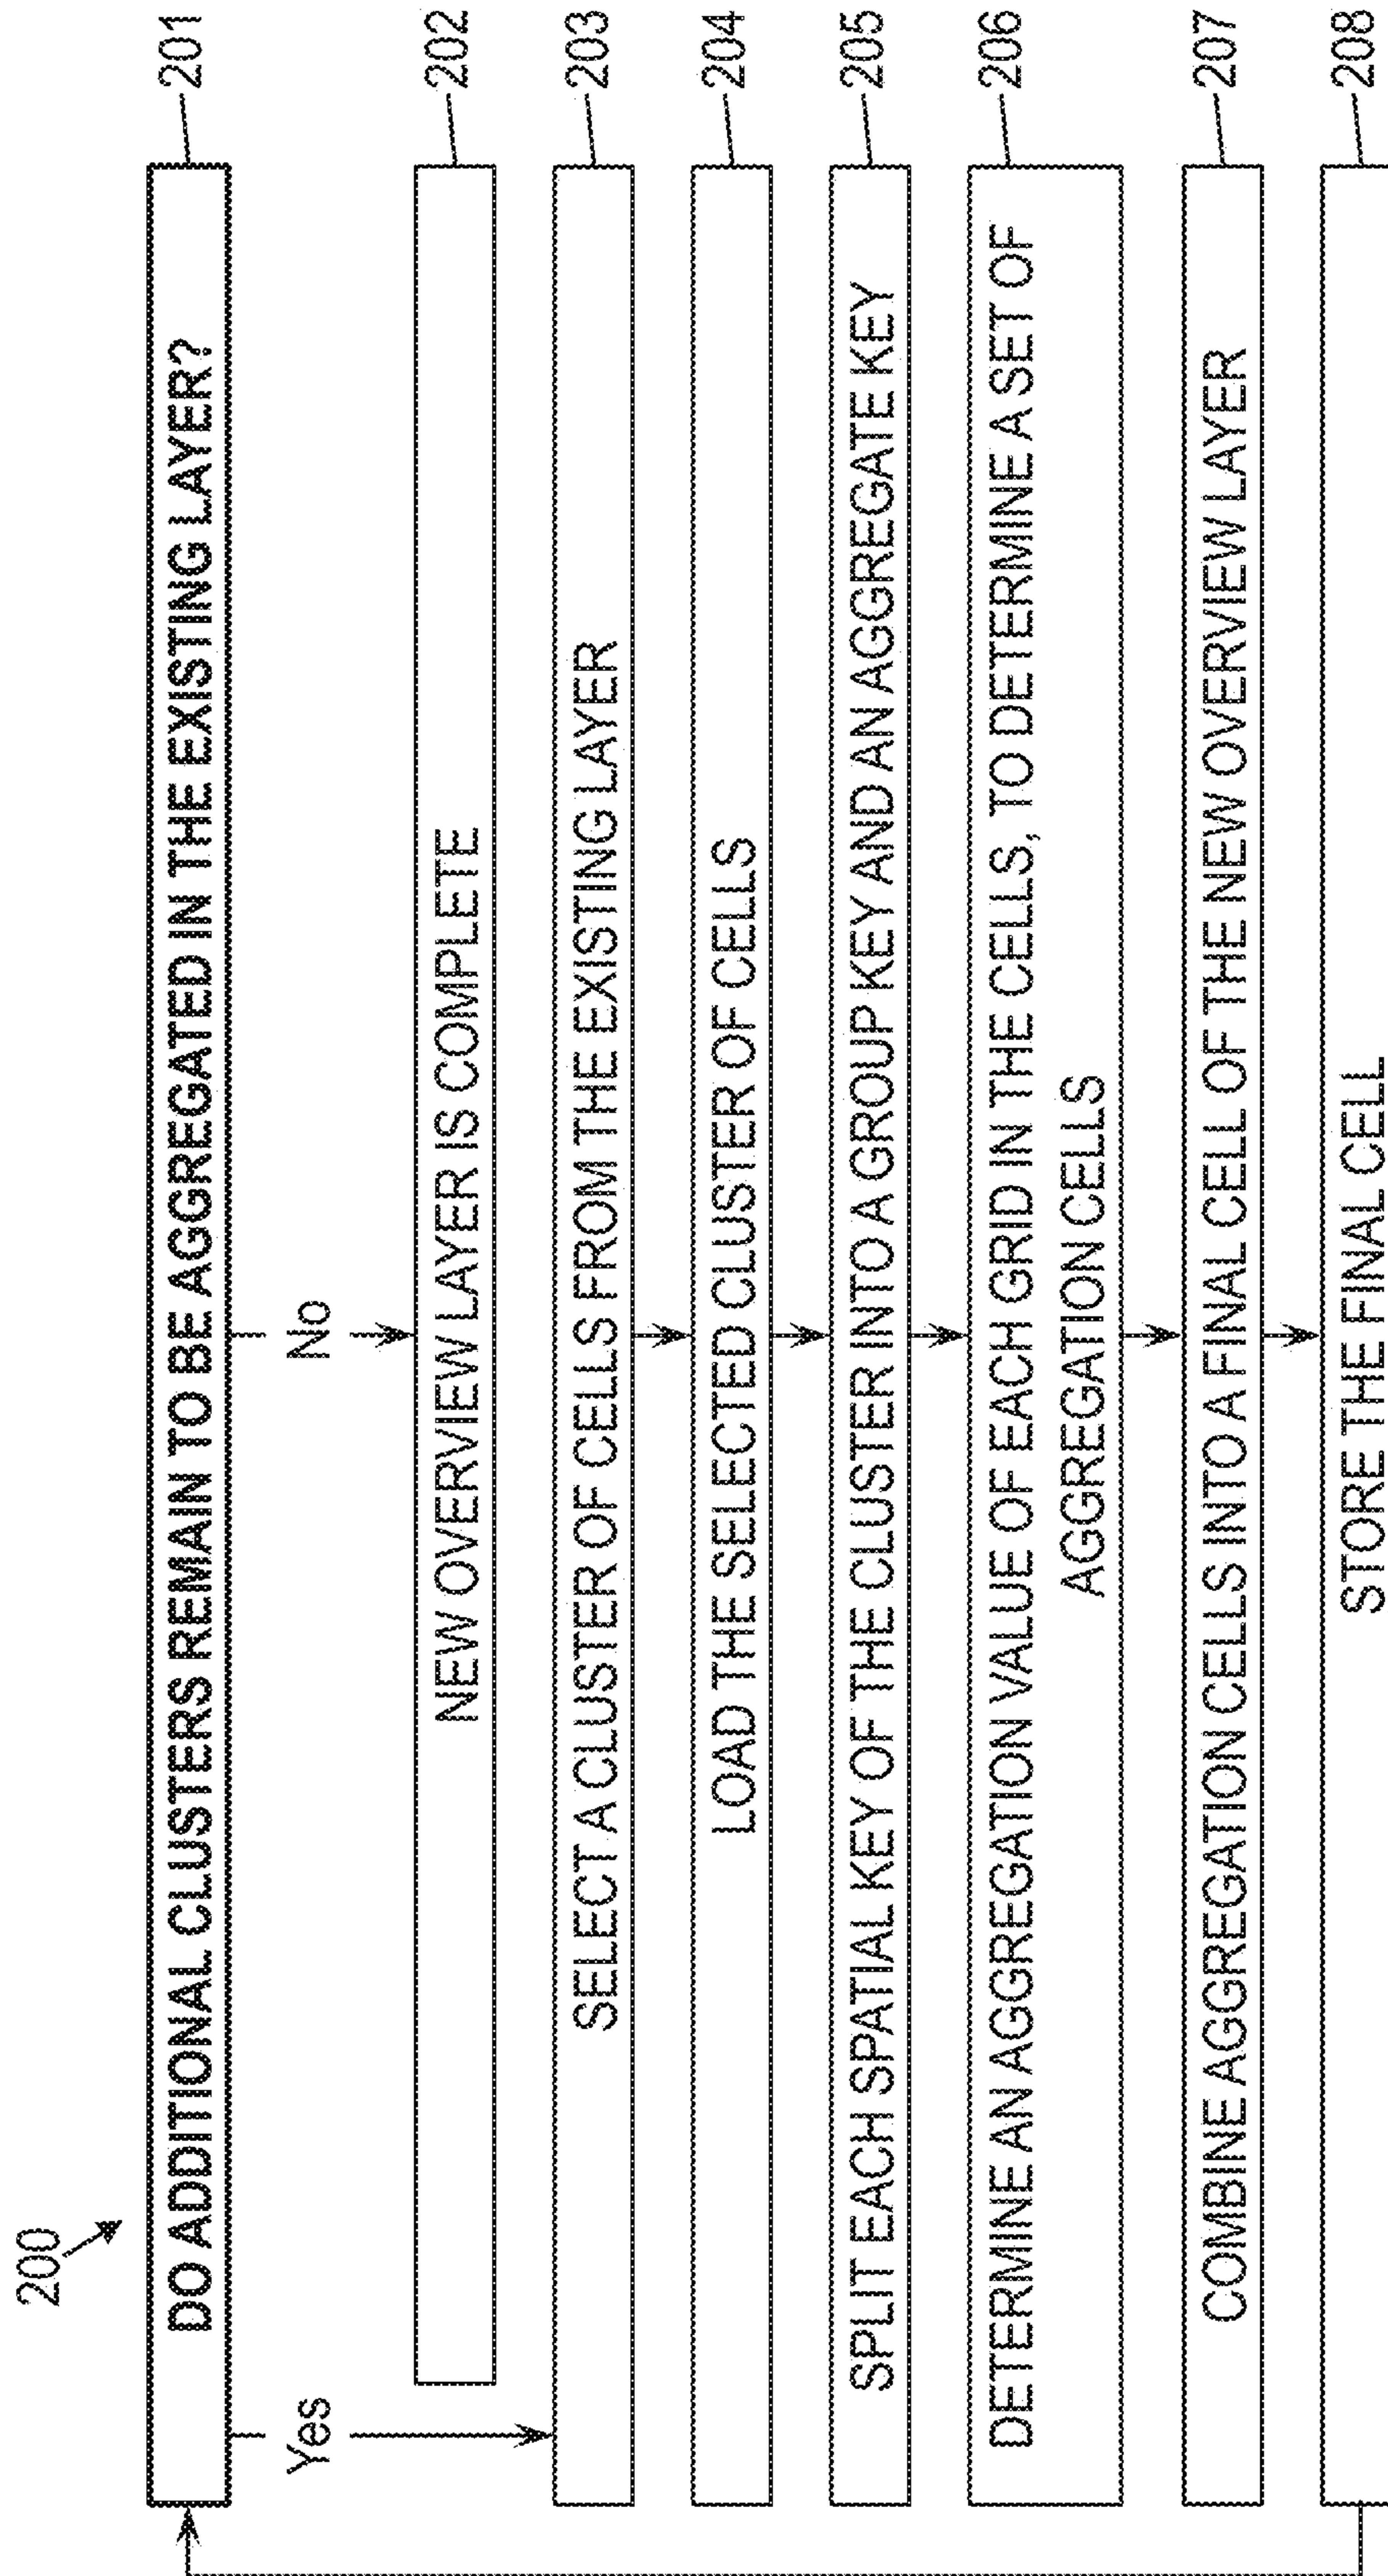 200
DO ADDITIONAL CLUSTERS REMAIN TO BE AGGREGATED IN THE EXISTING LAYER?
201
Yes
No
NEW OVERVIEW LAYER IS COMPLETE
202
SELECT A CLUSTER OF CELLS FROM THE EXISTING LAYER
203
LOAD THE SELECTED CLUSTER OF CELLS
204
SPLIT EACH SPATIAL KEY OF THE CLUSTER INTO A GROUP KEY AND AN AGGREGATE KEY
205
DETERMINE AN AGGREGATION VALUE OF EACH GRID IN THE CELLS, TO DETERMINE A SET OF
AGGREGATION CELLS
206
COMBINE AGGREGATION CELLS INTO A FINAL CELL OF THE NEW OVERVIEW LAYER
207
STORE THE FINAL CELL
208